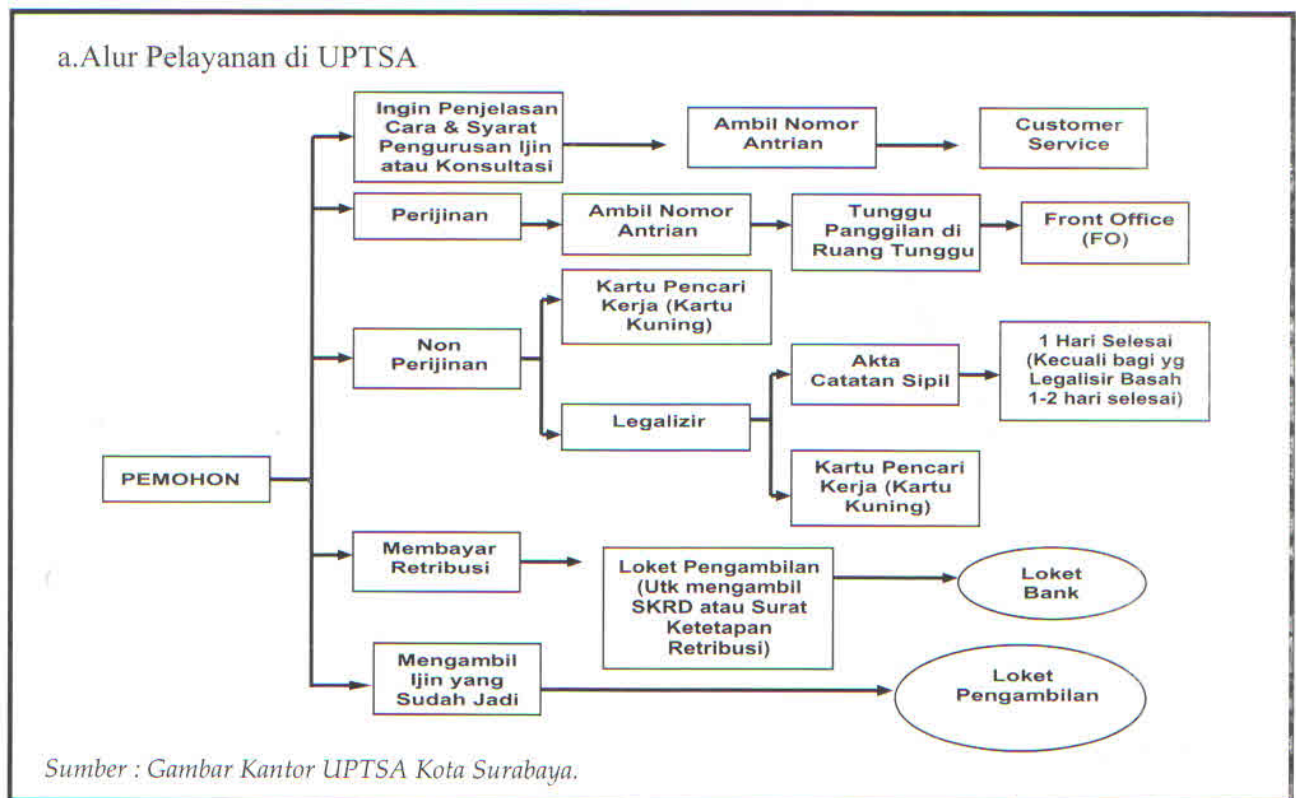 a.Alur Pelayanan di UPTSA
Ingin Penjelasan
Cara & Syarat
Pengurusan Ijin
atau Konsultasi
Ambil Nomor
Antrian
Customer
Service
Perijinan
Ambil Nomor
Antrian
Tunggu
Panggilan di
Ruang Tunggu
Front Office
(FO)
Non
Perijinan
Kartu Pencari
Kerja (Kartu
Kuning)
Legalizir
Akta
Catatan Sipil
1 Hari Selesai
(Kecuali bagi yg
Legalisir Basah
1-2 hari selesai)
Kartu Pencari
Kerja (Kartu
Kuning)
PEMOHON
Membayar
Retribusi
Loket Pengambilan
(Utk mengambil
SKRD atau Surat
Ketetapan
Retribusi)
Loket
Bank
Mengambil
Ijin yang
Sudah Jadi
Loket
Pengambilan
Sumber : Gambar Kantor UPTSA Kota Surabaya.